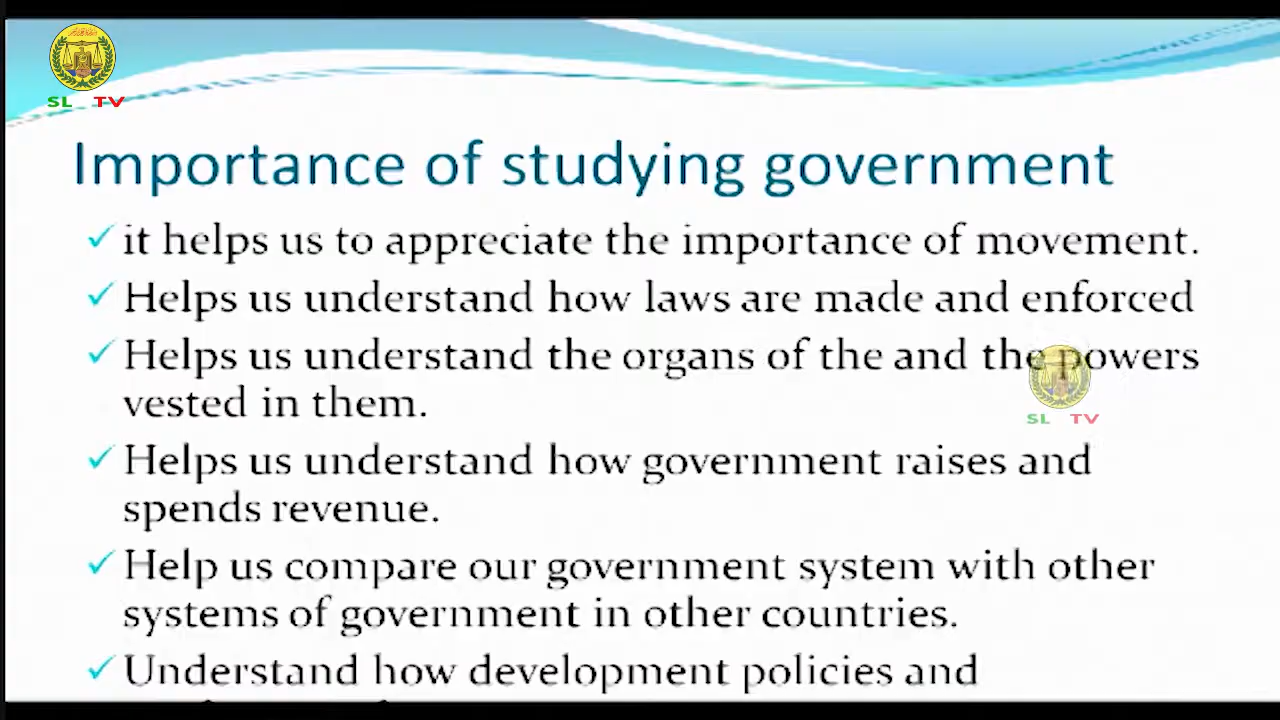 SL TV
Importance of studying government
✓ it helps us to appreciate the importance of movement.
✓ Helps us understand how laws are made and enforced
✓ Helps us understand the organs of the and the powers
vested in them.
SL TV
✓ Helps us understand how government raises and
spends revenue.
✓ Help us compare our government system with other
systems of government in other countries.
✓ Understand how development policies and